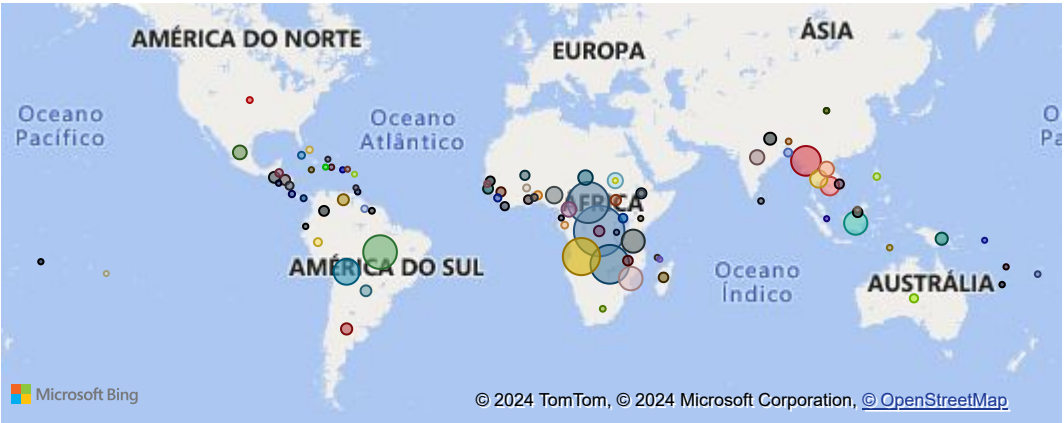 AMÉRICA DO NORTE
EUROPA
ÁSIA
Oceano
Pacífico
Oceano
Atlântico
O
Pa
ÁFRICA
AMÉRICA DO SUL
Oceano
Índico
AUSTRÁLIA
Microsoft Bing
© 2024 TomTom, © 2024 Microsoft Corporation, © OpenStreetMap